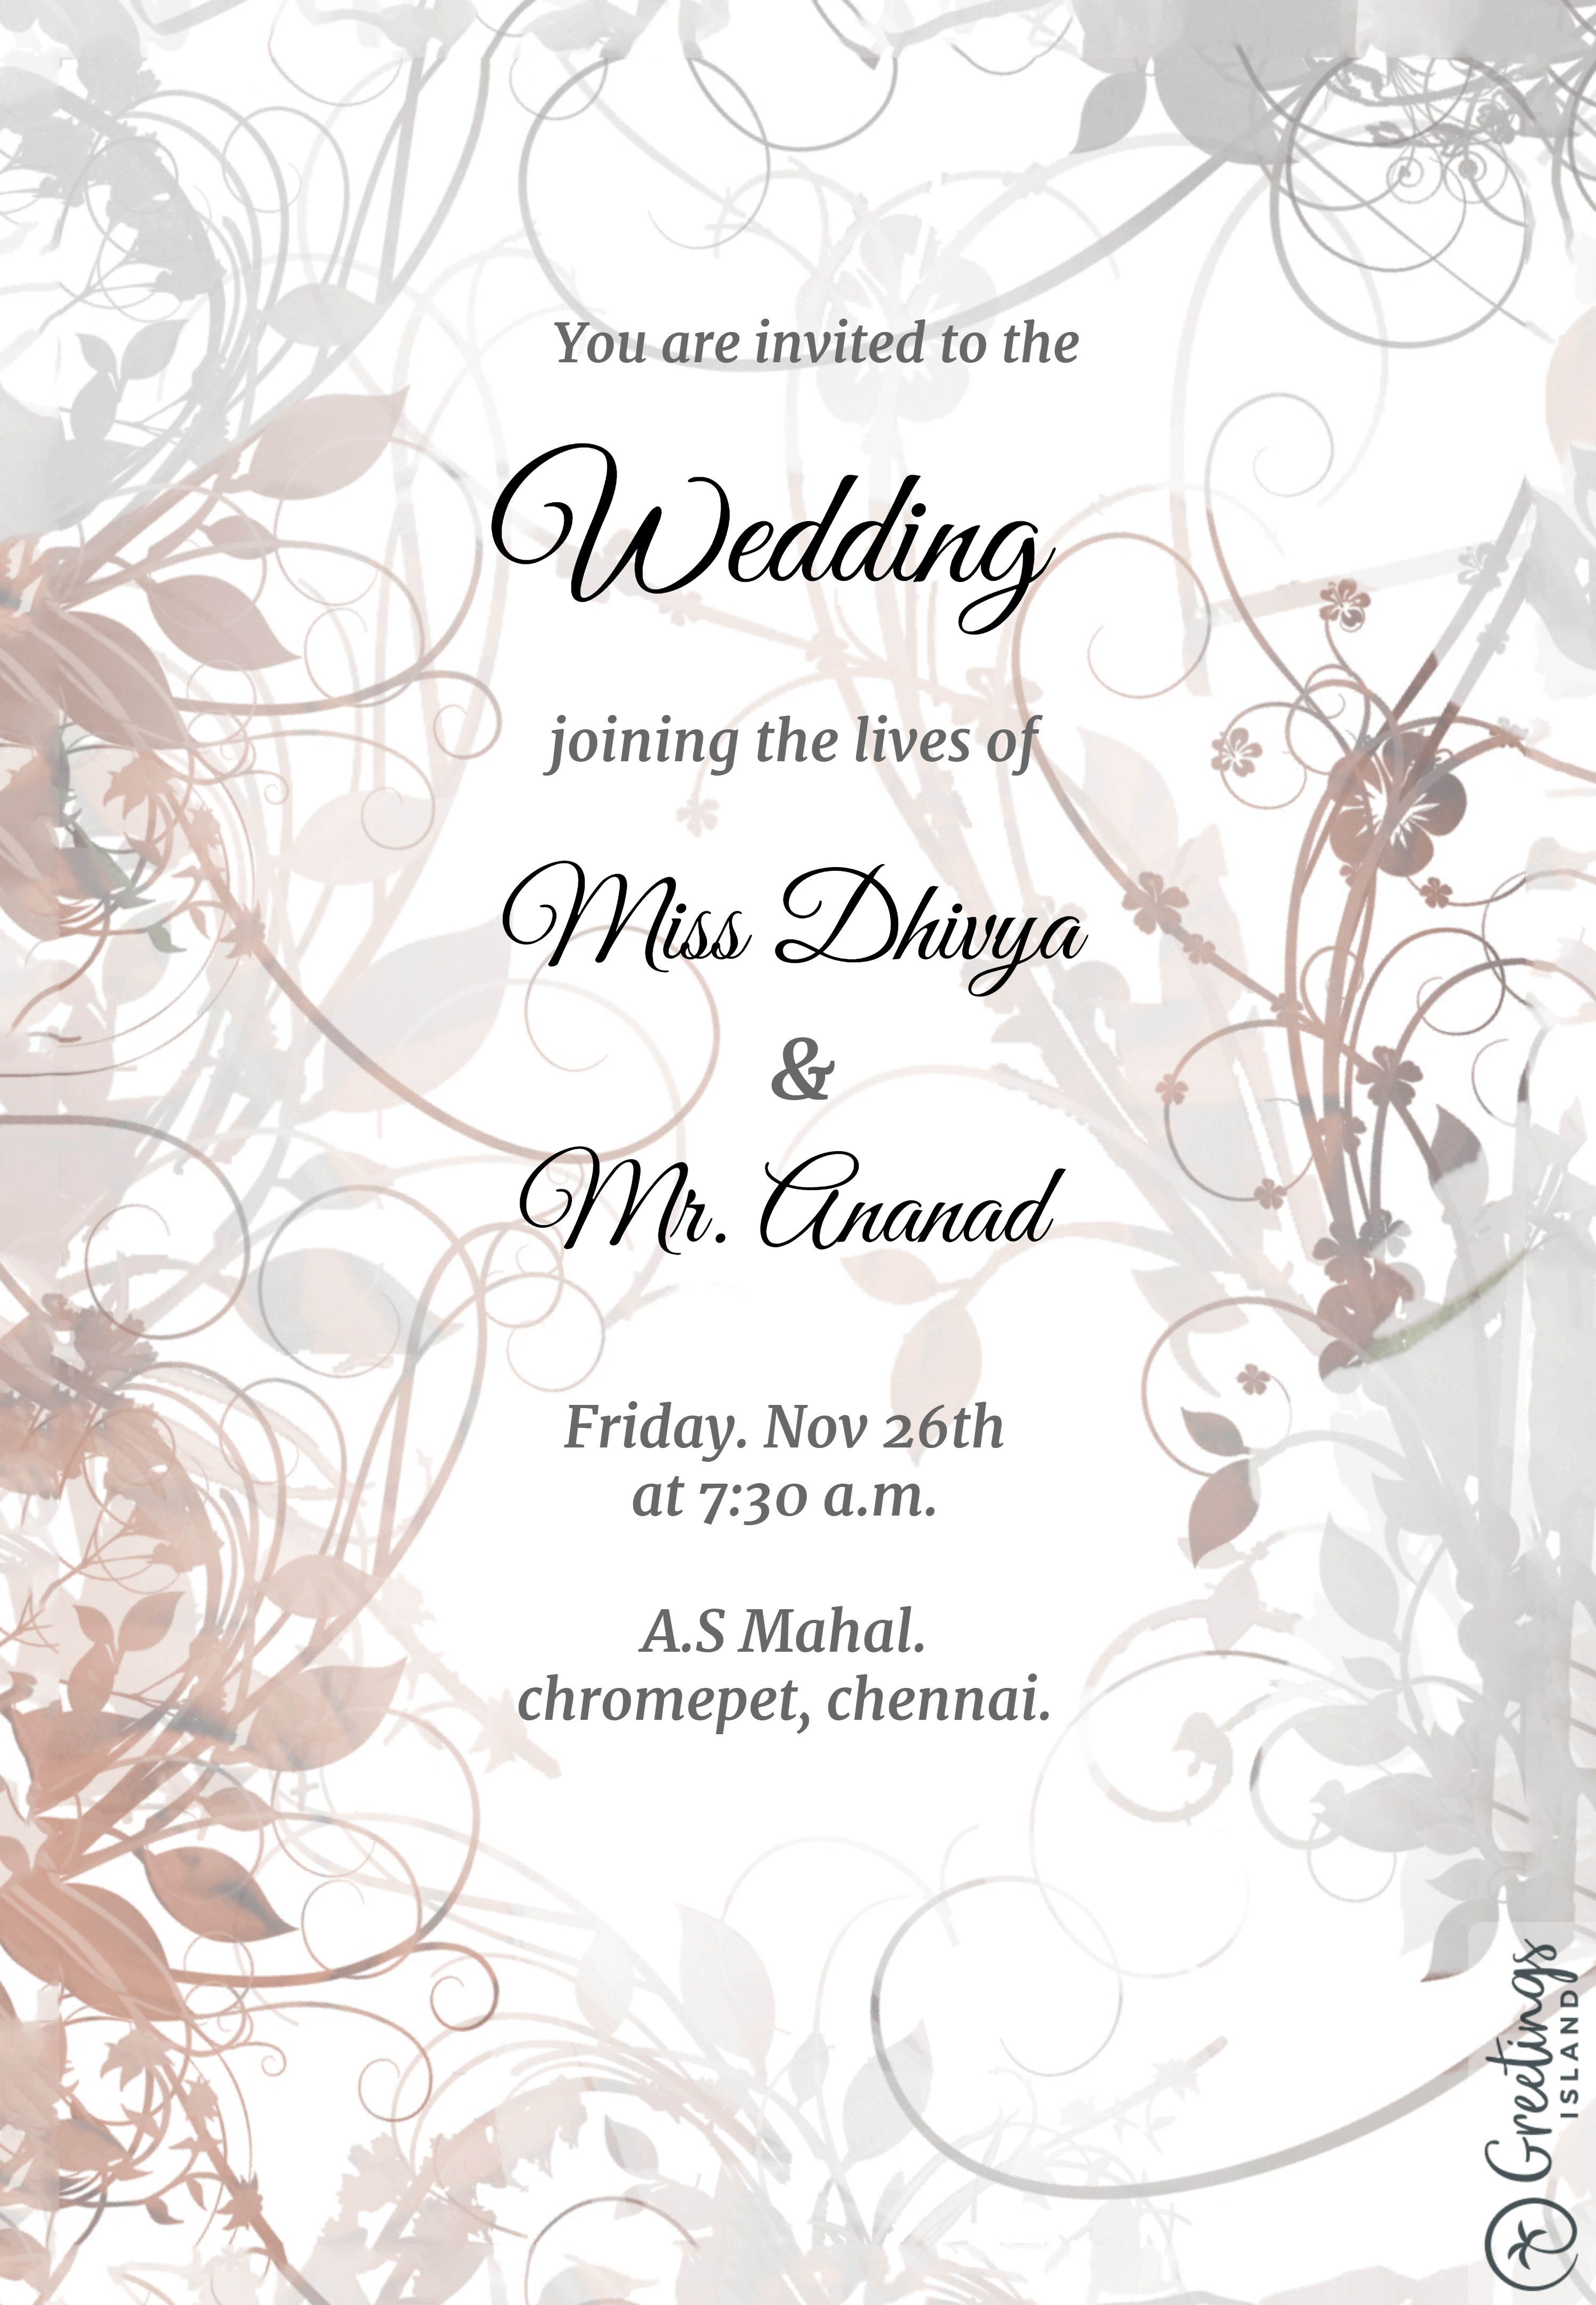 You are invited to the
Wedding
joining the lives of
Miss Dhivya
&
Mr. Ananad
Friday. Nov 26th
at 7:30 a.m.
A.S Mahal.
chromepet, chennai.
Greetings
ISLAND